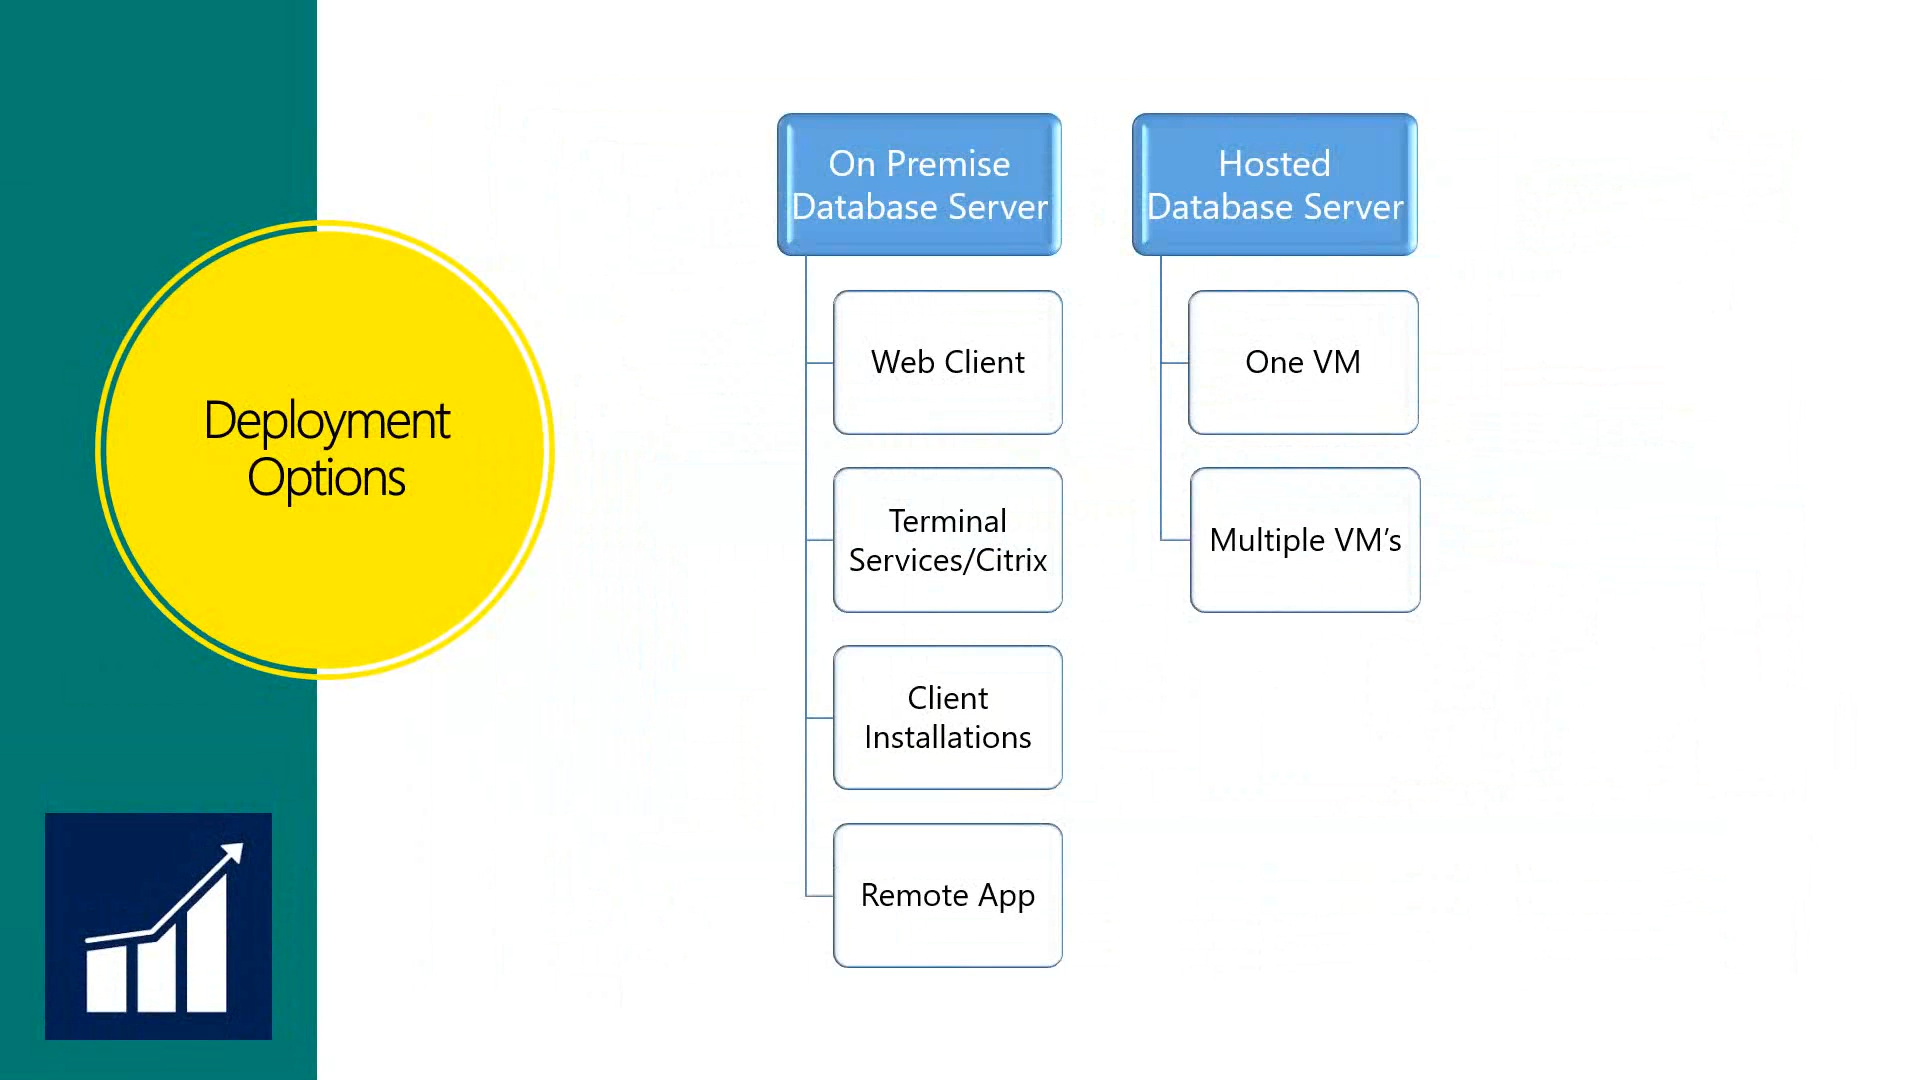 Deployment
Options
On Premise
Database Server
Web Client
Terminal
Services/Citrix
Client
Installations
Remote App
Hosted
Database Server
One VM
Multiple VM’s